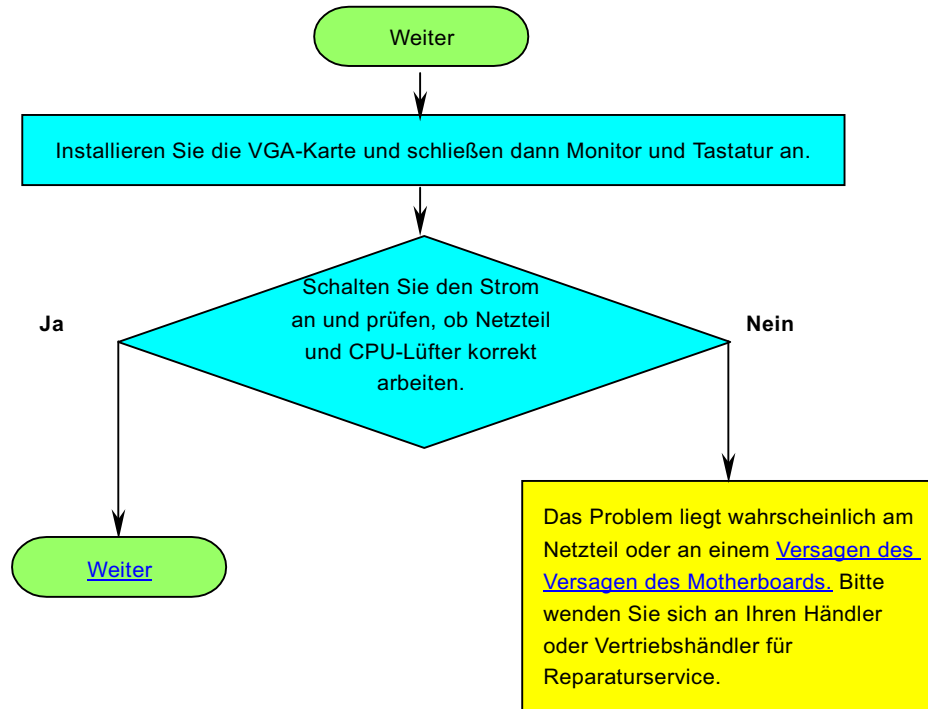 Weiter
Installieren Sie die VGA-Karte und schließen dann Monitor und Tastatur an.
Schalten Sie den Strom
an und prüfen, ob Netzteil
und CPU-Lüfter korrekt
arbeiten.
Ja
Nein
Weiter
Das Problem liegt wahrscheinlich am
Netzteil oder an einem Versagen des
Versagen des Motherboards. Bitte
wenden Sie sich an Ihren Händler
oder Vertriebshändler für
Reparaturservice.